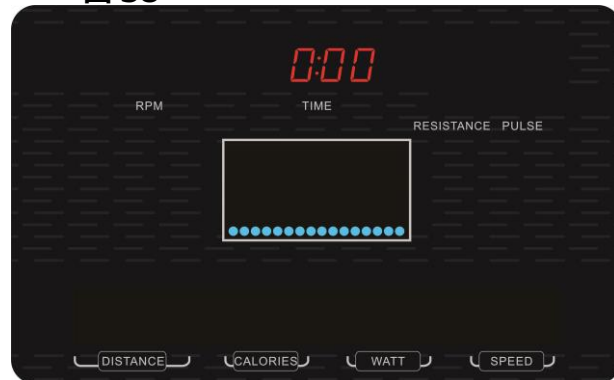 0:00
RPM TIME
RESISTANCE PULSE
DISTANCE CALORIES WATT SPEED